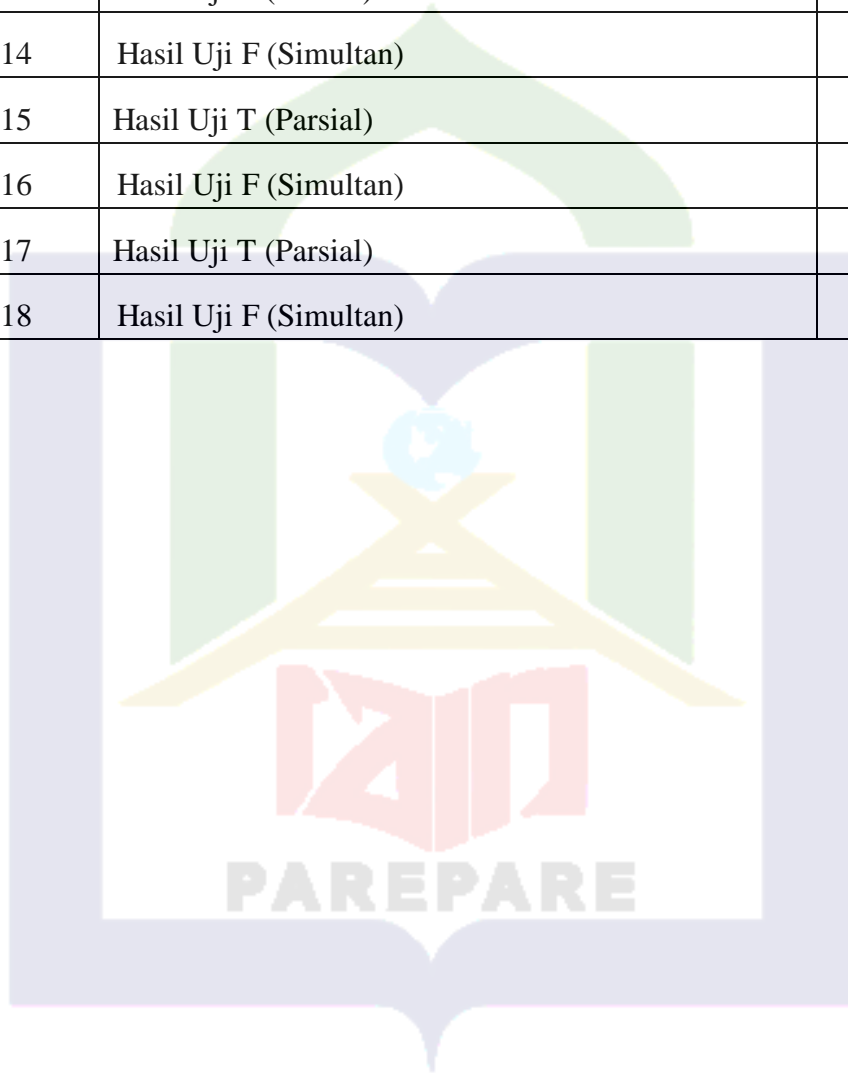 14 Hasil Uji F (Simultan)
15 Hasil Uji T (Parsial)
16 Hasil Uji F (Simultan)
17 Hasil Uji T (Parsial)
18 Hasil Uji F (Simultan)
PAREPARE